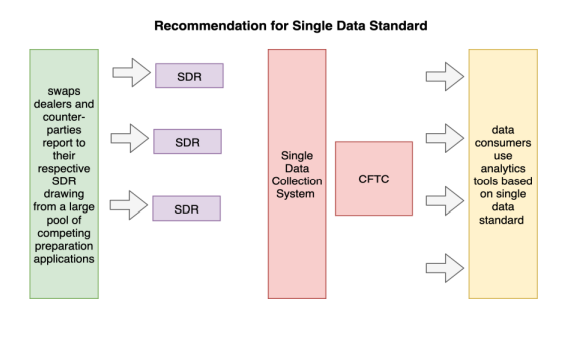 Recommendation for Single Data Standard
swaps
dealers and
counter-
parties
report to
their
respective
SDR
drawing
from a large
pool of
competing
preparation
applications
SDR
SDR
SDR
Single
Data
Collection
System
CFTC
data
consumers
use
analytics
tools based
on single
data
standard